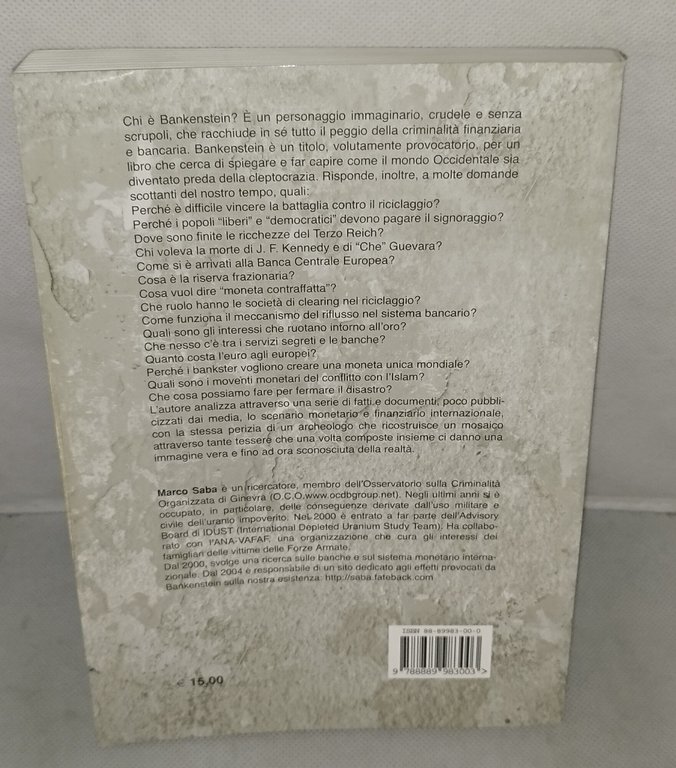 Chi è Bankenstein? È un personaggio immaginario, crudele e senza
scrupoli, che racchiude in sé tutto il peggio della criminalità finanziaria
e bancaria. Bankenstein è un titolo, volutamente provocatorio, per un
libro che cerca di spiegare e far capire come il mondo Occidentale sia
diventato preda della cleptocrazia. Risponde, inoltre, a molte domande
scottanti del nostro tempo, quali:
Perché è difficile vincere la battaglia contro il riciclaggio?
Perché i popoli “liberi” e “democratici” devono pagare il signoraggio?
Dove sono finite le ricchezze del Terzo Reich?
Chi voleva la morte di J. F. Kennedy e di “Che” Guevara?
Come si è arrivati alla Banca Centrale Europea?
Cosa è la riserva frazionaria?
Cosa vuol dire “moneta contraffatta”?
Che ruolo hanno le società di clearing nel riciclaggio?
Come funziona il meccanismo del riflusso nel sistema bancario?
Quali sono gli interessi che ruotano intorno all'oro?
Che nesso c'è tra i servizi segreti e le banche?
Quanto costa l'euro agli europei?
Perché i bankster vogliono creare una moneta unica mondiale?
Quali sono i moventi monetari del conflitto con l'Islam?
Che cosa possiamo fare per fermare il disastro?
L'autore analizza attraverso una serie di fatti e documenti, poco pubbli-
cizzati dai media, lo scenario monetario e finanziario internazionale,
con la stessa perizia di un archeologo che ricostruisce un mosaico
attraverso tante tessere che una volta composte insieme ci danno una
immagine vera e fino ad ora sconosciuta della realtà.
Marco Saba è un ricercatore, membro dell'Osservatorio sulla Criminalità
Organizzata di Ginevra (O.C.O.www.ocdbgroup.net). Negli ultimi anni si è
occupato, in particolare, delle conseguenze derivate dall'uso militare e
civile dell'uranio impoverito. Nel 2000 è entrato a far parte dell'Advisory
Board di IDUST (International Depleted Uranium Study Team). Ha collabo-
rato con l'ANA-VAFAF, una organizzazione che cura gli interessi dei
famigliari delle vittime delle Forze Armate.
Dal 2000, svolge una ricerca sulle banche e sul sistema monetario interna-
zionale. Dal 2004 è responsabile di un sito dedicato agli effetti provocati da
Bankenstein sulla nostra esistenza: http://saba.fateback.com
ISBN 88-89983-00-0
9 788889 983003 >
€ 15,00